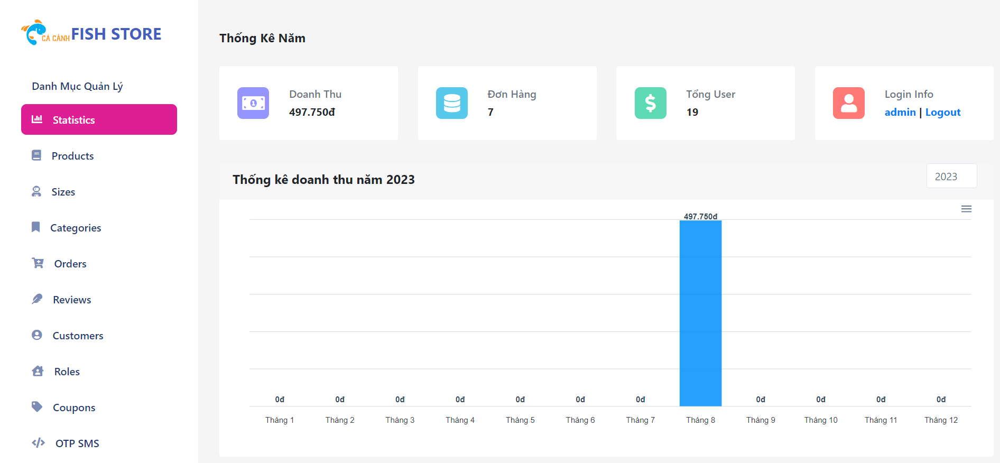 CÁ CẢNH FISH STORE
Danh Mục Quản Lý
Statistics
Products
Sizes
Categories
Orders
Reviews
Customers
Roles
Coupons
OTP SMS
Thống Kê Năm
Doanh Thu
497.750đ
Đơn Hàng
7
Tổng User
19
Login Info
admin | Logout
Thống kê doanh thu năm 2023
2023
497.750đ
0đ 0đ 0đ 0đ 0đ 0đ 0đ 0đ 0đ 0đ 0đ
Tháng 1 Tháng 2 Tháng 3 Tháng 4 Tháng 5 Tháng 6 Tháng 7 Tháng 8 Tháng 9 Tháng 10 Tháng 11 Tháng 12